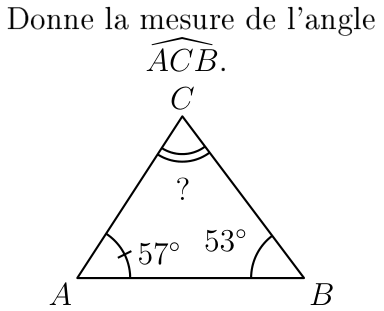 Donne la mesure de l'angle
$\widehat{ACB}$.
C
?
57° 53°
A B